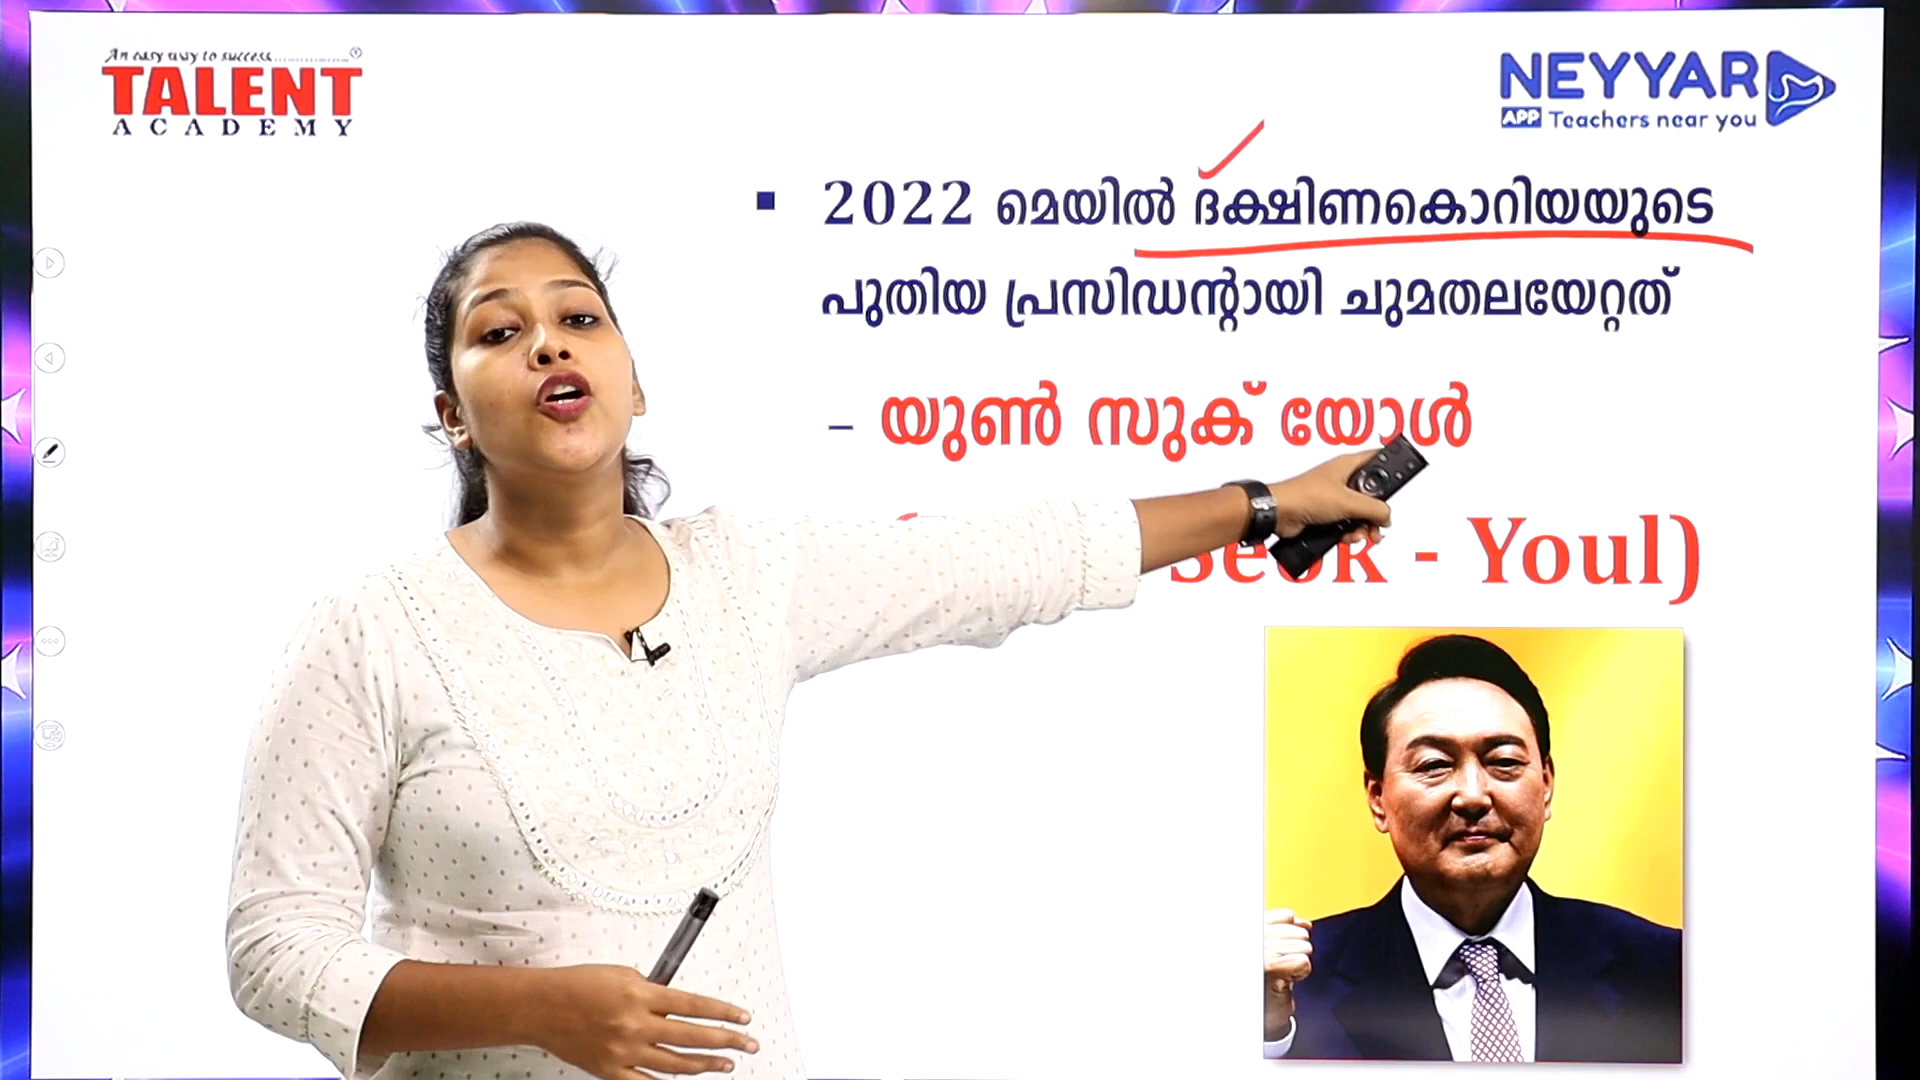 An easy way to success..............®
TALENT
ACADEMY
NEYYAR
APP Teachers near you
2022 മെയിൽ ദക്ഷിണകൊറിയയുടെ
പുതിയ പ്രസിഡന്റായി ചുമതലയേറ്റത്
– യുൺ സുക് യോൾ
Seok - Youl)